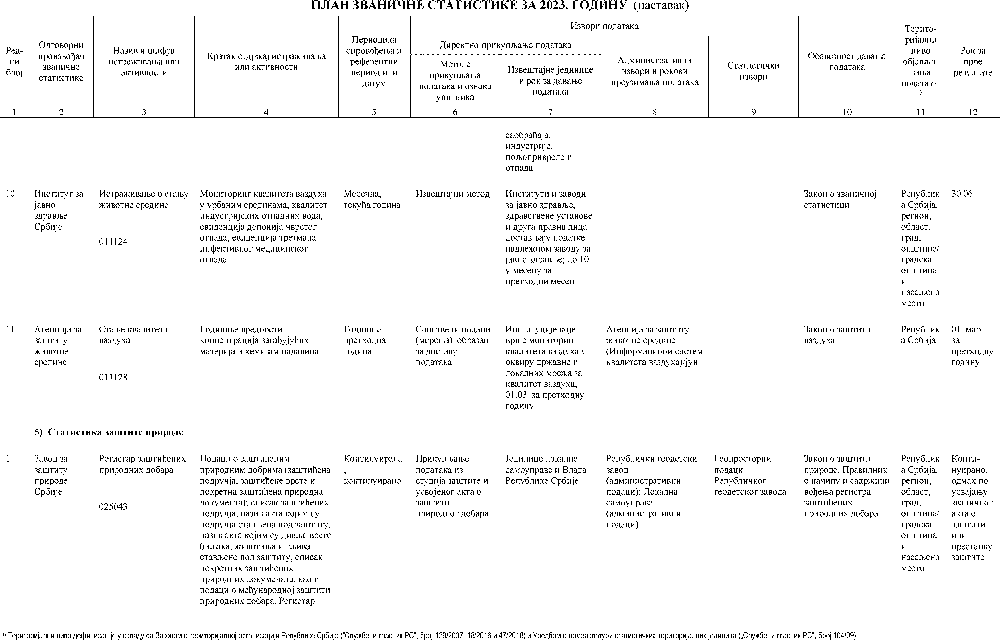 ПЛАН ЗВАНИЧНЕ СТАТИСТИКЕ ЗА 2023. ГОДИНУ (наставак)
Ред-
ни
број
Одговорни
произвођач
званичне
статистике
Назив и шифра
истраживања или
активности
Кратак садржај истраживања
или активности
Периодика
спровођења и
референтни
период или
датум
Извори података
Директно прикупљање података
Методе
прикупљања
података и ознака
упитника
Извештајне јединице
и рок за давање
података
Административни
извори и рокови
преузимања података
Статистички
извори
Обавезност давања
података
Терито-
ријални
ниво
објављи-
вања
података¹
)
Рок за
прве
резултате
1 2 3 4 5 6 7 8 9 10 11 12
саобраћаја,
индустрије,
пољопривреде и
отпада
10
Институт за
јавно
здравље
Србије
Истраживање о стању
животне средине
011124
Мониторинг квалитета ваздуха
у урбаним срединама, квалитет
индустријских отпадних вода,
евиденција депонија чврстог
отпада, евиденција третмана
инфективног медицинског
отпада
Месечна;
текућа година
Извештајни метод
Институти и заводи
за јавно здравље,
здравствене установе
и друга правна лица
достављају податке
надлежном заводу за
јавно здравље; до 10.
у месецу за
претходни месец
Закон о званичној
статистици
Републик
а Србија,
регион,
област,
град,
општина/
градска
општина
и
насељено
место
30.06.
11
Агенција за
заштиту
животне
средине
Стање квалитета
ваздуха
011128
Годишње вредности
концентрација загађујућих
материја и хемизам падавина
Годишња;
претходна
година
Сопствени подаци
(мерења), образац
за доставу
података
Институције које
врше мониторинг
квалитета ваздуха у
оквиру државне и
локалних мрежа за
квалитет ваздуха;
01.03. за претходну
годину
Агенција за заштиту
животне средине
(Информациони систем
квалитета ваздуха)/јун
Закон о заштити
ваздуха
Републик
а Србија
01. март
за
претходну
годину
5) Статистика заштите природе
1
Завод за
заштиту
природе
Србије
Регистар заштићених
природних добара
025043
Подаци о заштићеним
природним добрима (заштићена
подручја, заштићене врсте и
покретна заштићена природна
документа); списак заштићених
подручја, назив акта којим су
подручја стављена под заштиту,
назив акта којим су дивље врсте
биљака, животиња и гљива
стављене под заштиту, списак
покретних заштићених
природних докумената, као и
подаци о међународној заштити
природних добара. Регистар
Континуирана
;
континуирано
Прикупљање
података из
студија заштите и
усвојеног акта о
заштити
природног добара
Јединице локалне
самоуправе и Влада
Републике Србије
Републички геодетски
завод
(административни
подаци); Локална
самоуправа
(административни
подаци)
Геопросторни
подаци
Републичког
геодетског завода
Закон о заштити
природе, Правилник
о начину и садржини
вођења регистра
заштићених
природних добара
Републик
а Србија,
регион,
област,
град,
општина/
градска
општина
и
насељено
место
Конти-
нуирано,
одмах по
усвајању
званичног
акта о
заштити
или
престанку
заштите
¹⁾ Територијални ниво дефинисан је у складу са Законом о територијалној организацији Републике Србије ("Службени гласник РС", број 129/2007, 18/2016 и 47/2018) и Уредбом о номенклатури статистичких територијалних јединица („Службени гласник РС", број 104/09).